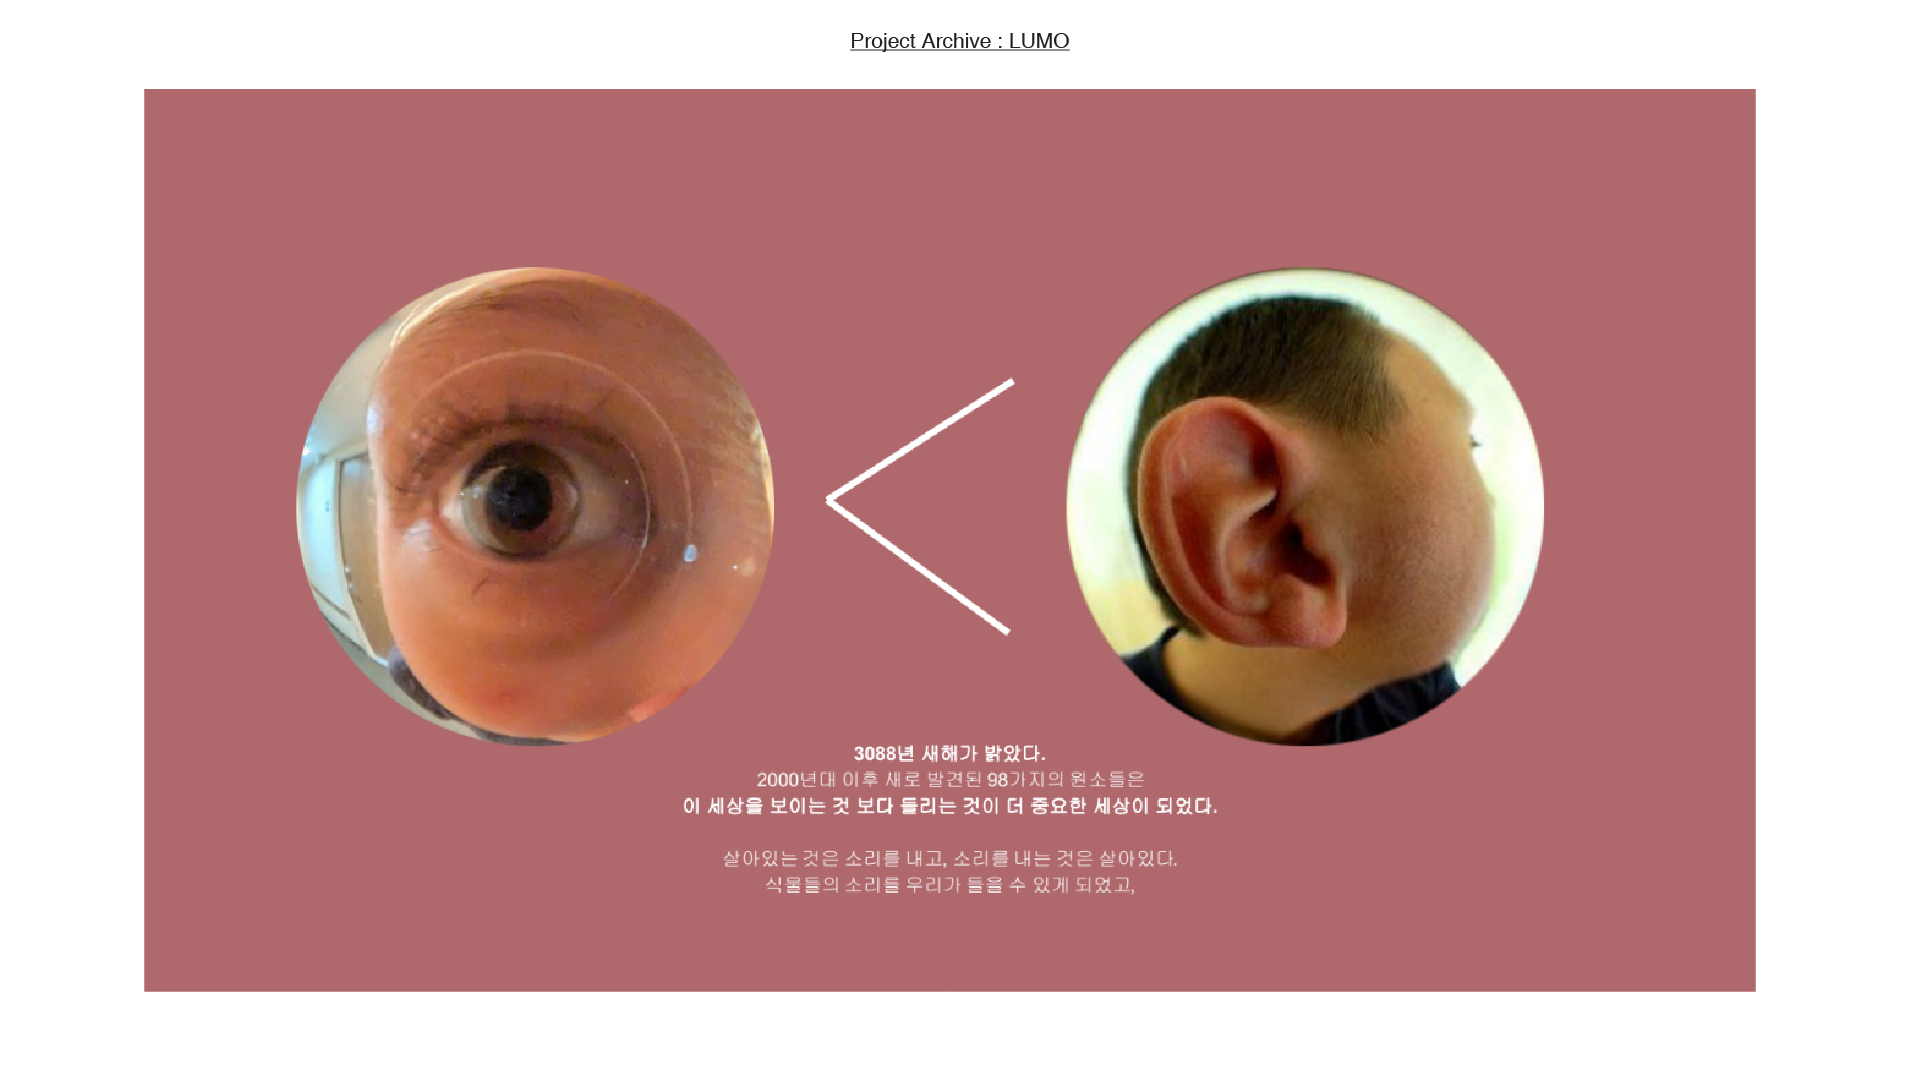 Project Archive : LUMO
3088년 새해가 밝았다.
2000년대 이후 새로 발견된 98가지의 원소들은
이 세상을 보이는 것 보다 들리는 것이 더 중요한 세상이 되었다.
살아있는 것은 소리를 내고, 소리를 내는 것은 살아있다.
식물들의 소리를 우리가 들을 수 있게 되었고,